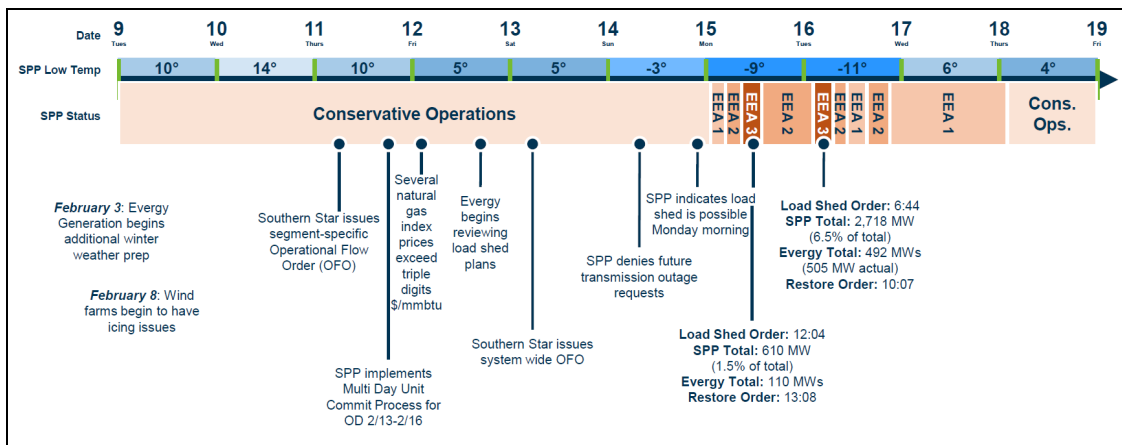 Date
9 10 11 12 13 14 15 16 17 18 19
Tues Wed Thurs Fri Sat Sun Mon Tues Wed Thurs Fri
SPP Low Temp
10° 14° 10° 5° 5° -3° -9° -11° 6° 4°
SPP Status
Conservative Operations
EEA 1
EEA 2
EEA 3
EEA 2
EEA 3
EEA 2
EEA 1
EEA 2
EEA 1
Cons.
Ops.
February 3: Evergy
Generation begins
additional winter
weather prep
February 8: Wind
farms begin to have
icing issues
Southern Star issues
segment-specific
Operational Flow
Order (OFO)
SPP implements
Multi Day Unit
Commit Process for
OD 2/13-2/16
Several
natural
gas
index
prices
exceed
triple
digits
$/mmbtu
Evergy
begins
reviewing
load shed
plans
Southern Star issues
system wide OFO
SPP denies future
transmission outage
requests
SPP indicates load
shed is possible
Monday morning
Load Shed Order: 12:04
SPP Total: 610 MW
(1.5% of total)
Evergy Total: 110 MWs
Restore Order: 13:08
Load Shed Order: 6:44
SPP Total: 2,718 MW
(6.5% of total)
Evergy Total: 492 MWs
(505 MW actual)
Restore Order: 10:07